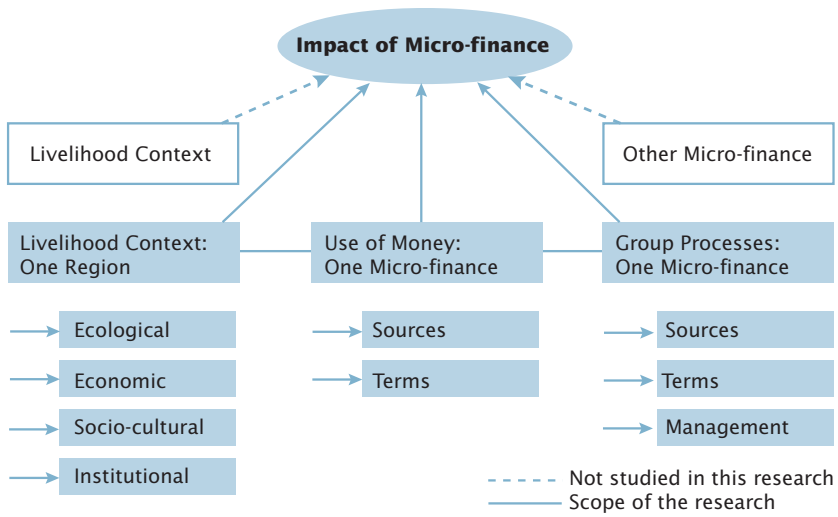 Impact of Micro-finance
Livelihood Context
Other Micro-finance
Livelihood Context:
One Region
Use of Money:
One Micro-finance
Group Processes:
One Micro-finance
Ecological
Economic
Socio-cultural
Institutional
Sources
Terms
Sources
Terms
Management
Not studied in this research
Scope of the research